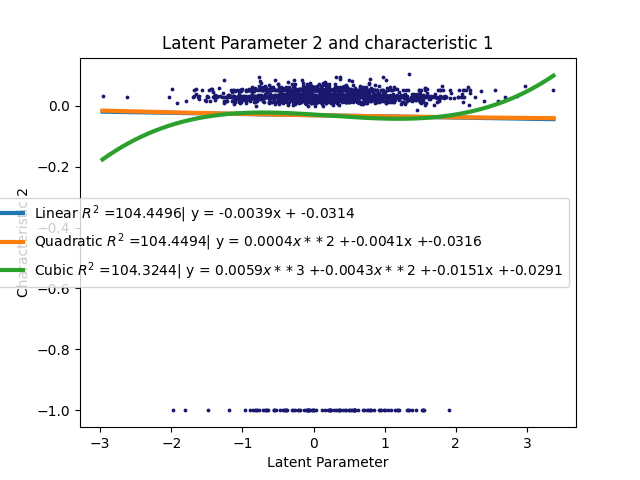 Latent Parameter 2 and characteristic 1
0.0
−0.2
−0.4
−0.6
−0.8
−1.0
Characteristic 2
Linear R² =104.4496| y = -0.0039x + -0.0314
Quadratic R² =104.4494| y = 0.0004x * *2 +-0.0041x +-0.0316
Cubic R² =104.3244| y = 0.0059x * *3 +-0.0043x * *2 +-0.0151x +-0.0291
−3 −2 −1 0 1 2 3
Latent Parameter